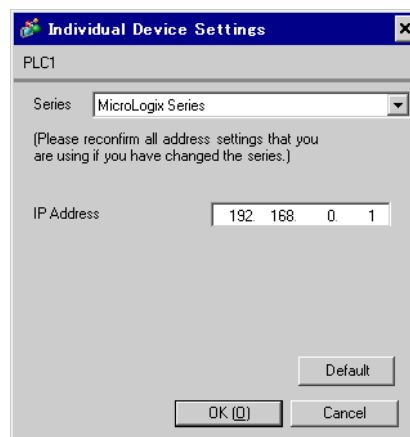 Individual Device Settings
PLC1
Series MicroLogix Series
(Please reconfirm all address settings that you
are using if you have changed the series.)
IP Address 192. 168. 0. 1
Default
OK (O) Cancel